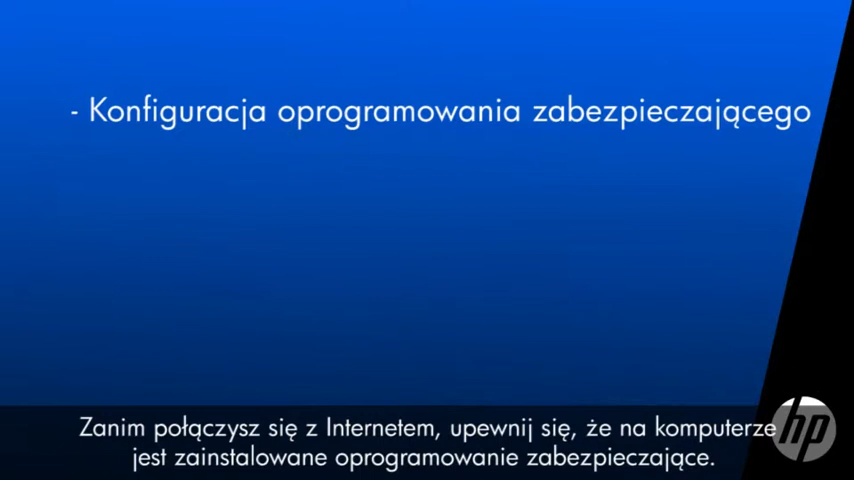 - Konfiguracja oprogramowania zabezpieczającego
Zanim połączysz się z Internetem, upewnij się, że na komputerze
jest zainstalowane oprogramowanie zabezpieczające.
hp